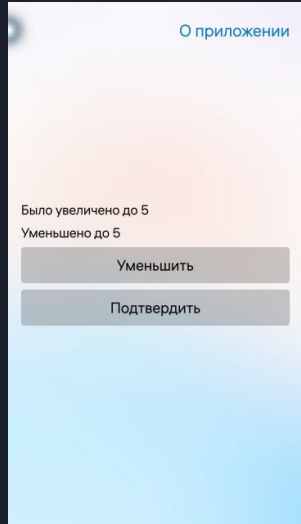 О приложении
Было увеличено до 5
Уменьшено до 5
Уменьшить
Подтвердить